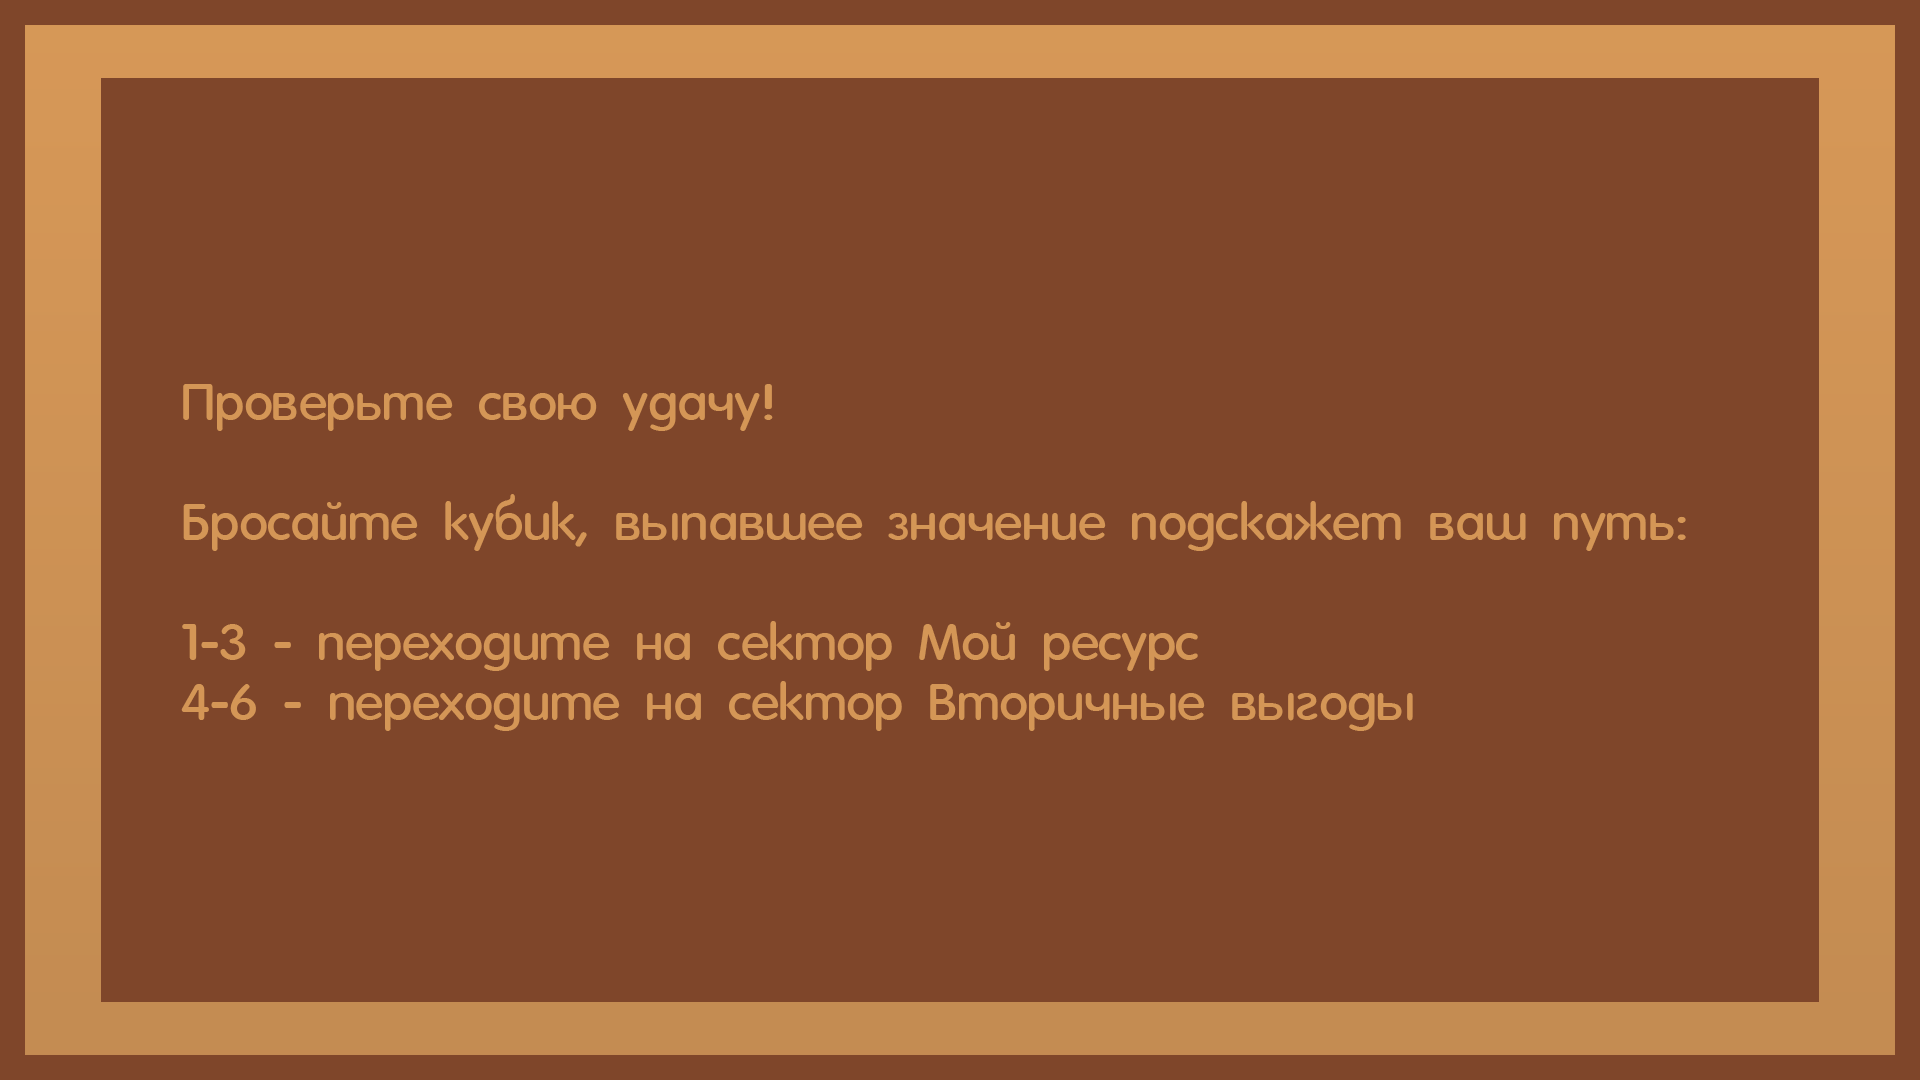 Проверьте свою удачу!
Бросайте кубик, выпавшее значение подскажет ваш путь:
1-3 - переходите на сектор Мой ресурс
4-6 - переходите на сектор Вторичные выгоды